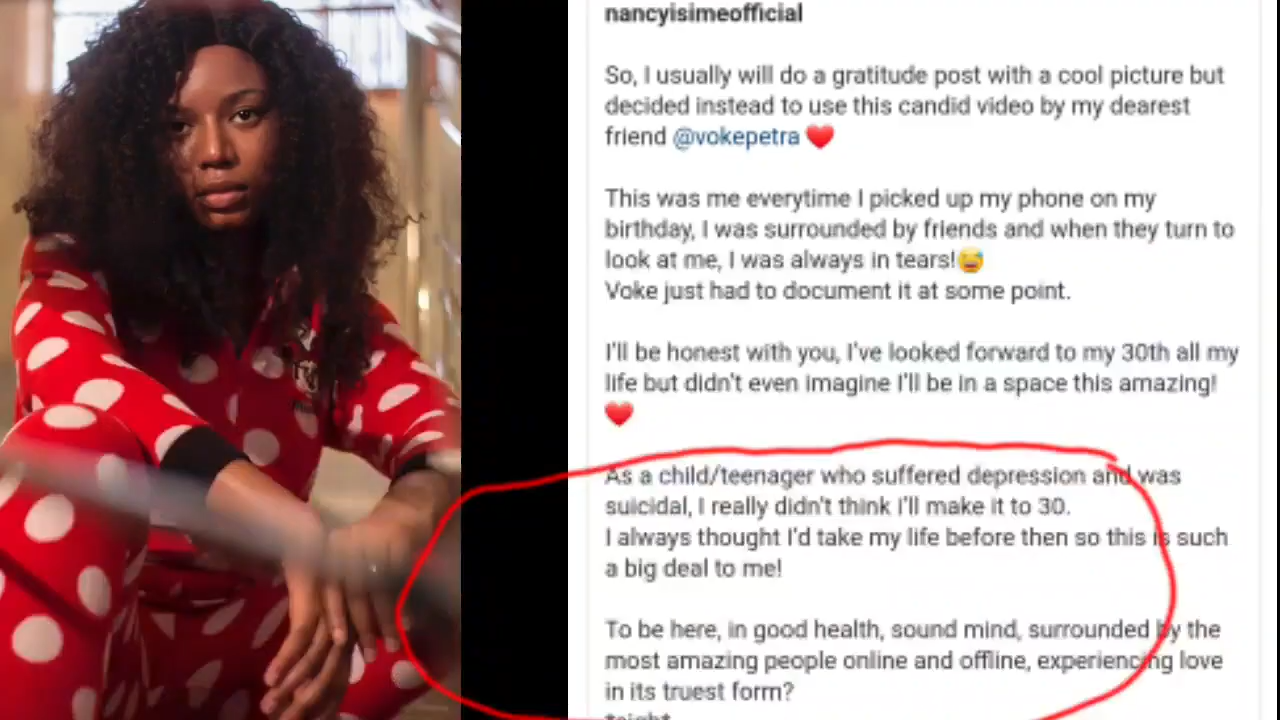 nancyisimeofficial
So, I usually will do a gratitude post with a cool picture but
decided instead to use this candid video by my dearest
friend @vokepetra ❤️
This was me everytime I picked up my phone on my
birthday, I was surrounded by friends and when they turn to
look at me, I was always in tears!😅
Voke just had to document it at some point.
I'll be honest with you, I've looked forward to my 30th all my
life but didn't even imagine I'll be in a space this amazing!
❤️
As a child/teenager who suffered depression and was
suicidal, I really didn't think I'll make it to 30.
I always thought I'd take my life before then so this is such
a big deal to me!
To be here, in good health, sound mind, surrounded by the
most amazing people online and offline, experiencing love
in its truest form?